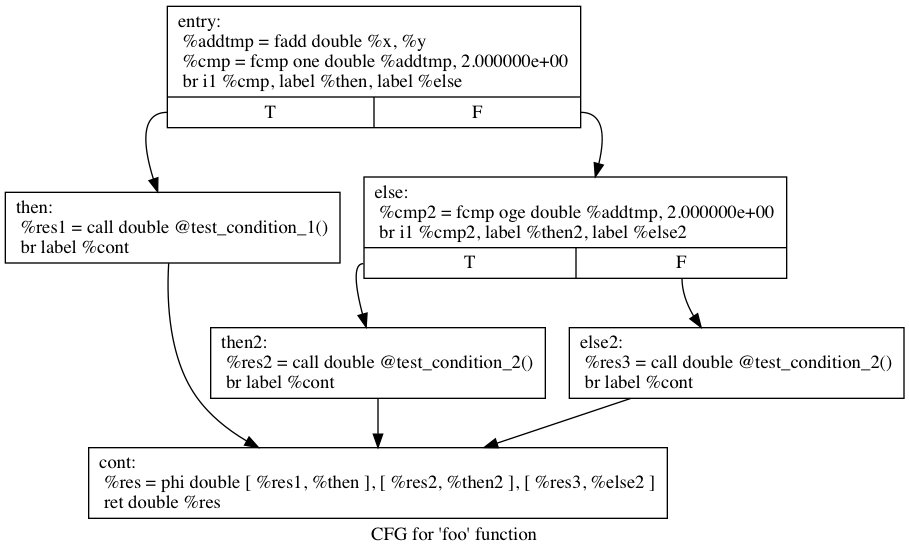 entry:
%addtmp = fadd double %x, %y
%cmp = fcmp one double %addtmp, 2.000000e+00
br i1 %cmp, label %then, label %else
T F
then:
%res1 = call double @test_condition_1()
br label %cont
else:
%cmp2 = fcmp oge double %addtmp, 2.000000e+00
br i1 %cmp2, label %then2, label %else2
T F
then2:
%res2 = call double @test_condition_2()
br label %cont
else2:
%res3 = call double @test_condition_2()
br label %cont
cont:
%res = phi double [ %res1, %then ], [ %res2, %then2 ], [ %res3, %else2 ]
ret double %res
CFG for 'foo' function